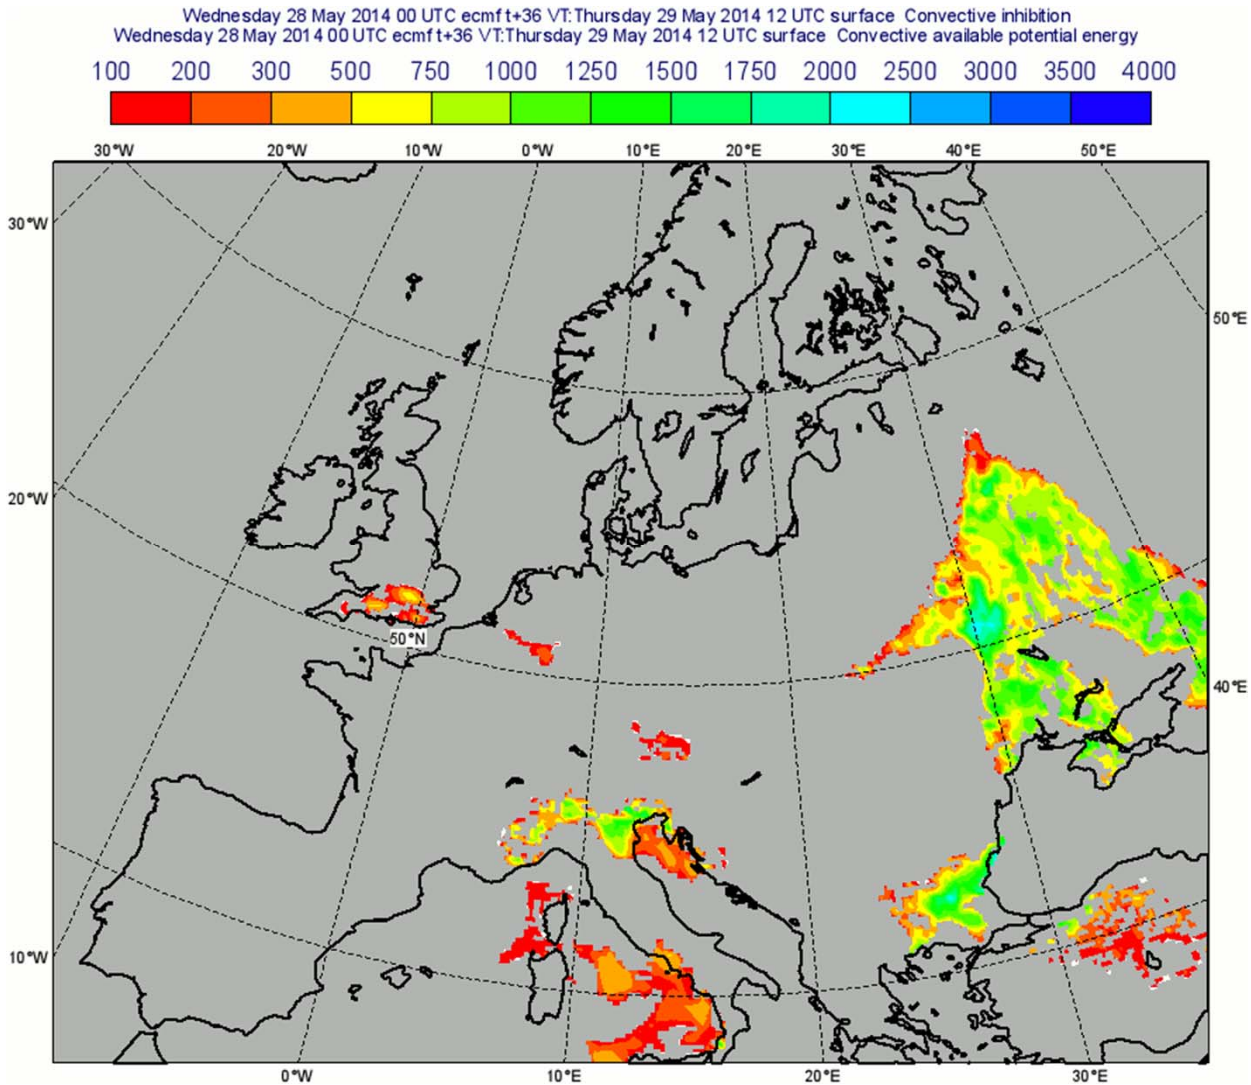 Wednesday 28 May 2014 00 UTC ecmf t+36 VT:Thursday 29 May 2014 12 UTC surface Convective inhibition
Wednesday 28 May 2014 00 UTC ecmf t+36 VT:Thursday 29 May 2014 12 UTC surface Convective available potential energy
100 200 300 500 750 1000 1250 1500 1750 2000 2500 3000 3500 4000
30°W 20°W 10°W 0°W 10°E 20°E 30°E 40°E 50°E
30°W
50°E
20°W
50°N
40°E
10°W
0°W 10°E 20°E 30°E